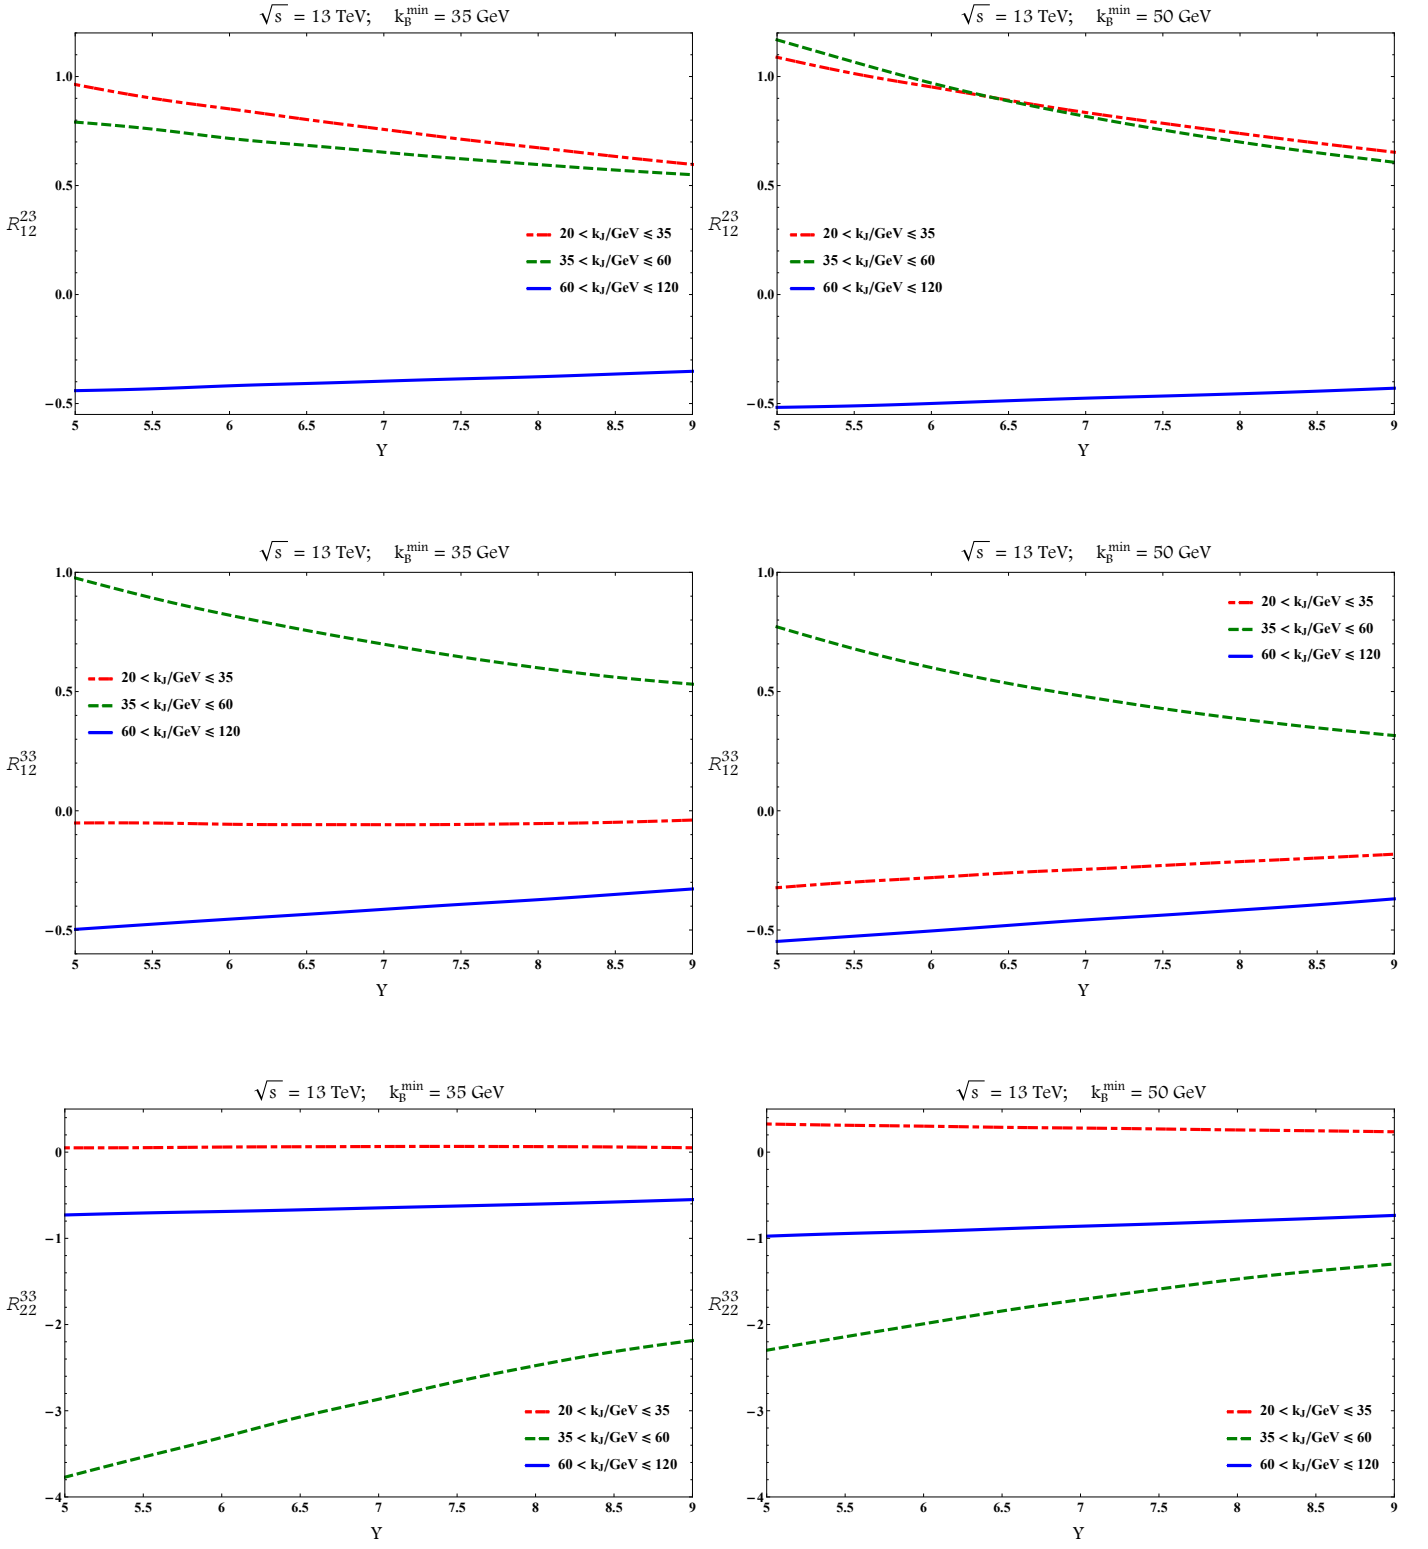 √s = 13 TeV; k_B^min = 35 GeV
1.0
0.5
0.0
−0.5
R_12^23
20 < k_J/GeV ⩽ 35
35 < k_J/GeV ⩽ 60
60 < k_J/GeV ⩽ 120
5 5.5 6 6.5 7 7.5 8 8.5 9
Y
√s = 13 TeV; k_B^min = 50 GeV
1.0
0.5
0.0
−0.5
R_12^23
20 < k_J/GeV ⩽ 35
35 < k_J/GeV ⩽ 60
60 < k_J/GeV ⩽ 120
5 5.5 6 6.5 7 7.5 8 8.5 9
Y
√s = 13 TeV; k_B^min = 35 GeV
1.0
0.5
0.0
−0.5
R_12^33
20 < k_J/GeV ⩽ 35
35 < k_J/GeV ⩽ 60
60 < k_J/GeV ⩽ 120
5 5.5 6 6.5 7 7.5 8 8.5 9
Y
√s = 13 TeV; k_B^min = 50 GeV
1.0
0.5
0.0
−0.5
R_12^33
20 < k_J/GeV ⩽ 35
35 < k_J/GeV ⩽ 60
60 < k_J/GeV ⩽ 120
5 5.5 6 6.5 7 7.5 8 8.5 9
Y
√s = 13 TeV; k_B^min = 35 GeV
0
−1
−2
−3
−4
R_22^33
20 < k_J/GeV ⩽ 35
35 < k_J/GeV ⩽ 60
60 < k_J/GeV ⩽ 120
5 5.5 6 6.5 7 7.5 8 8.5 9
Y
√s = 13 TeV; k_B^min = 50 GeV
0
−1
−2
−3
−4
R_22^33
20 < k_J/GeV ⩽ 35
35 < k_J/GeV ⩽ 60
60 < k_J/GeV ⩽ 120
5 5.5 6 6.5 7 7.5 8 8.5 9
Y